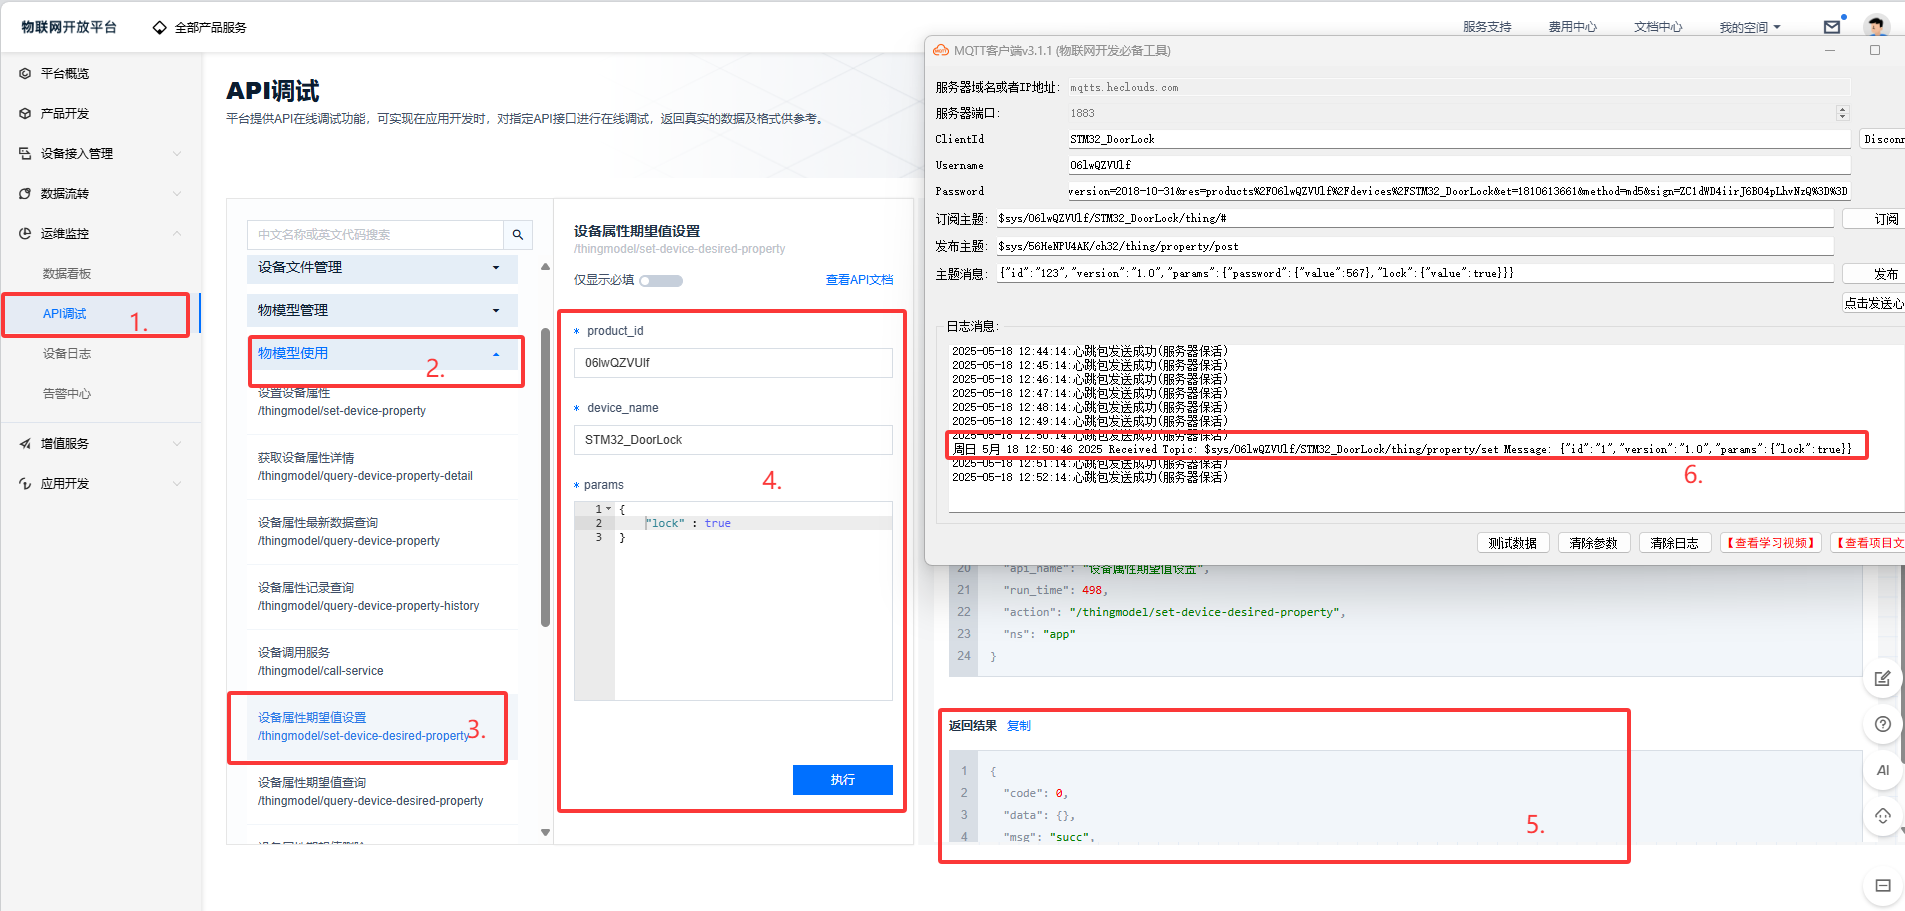 物联网开放平台
全部产品服务
服务支持
费用中心
文档中心
我的空间
平台概览
产品开发
设备接入管理
数据流转
运维监控
数据看板
API调试
1.
设备日志
告警中心
增值服务
应用开发
API调试
平台提供API在线调试功能，可实现在应用开发时，对指定API接口进行在线调试，返回真实的数据及格式供参考。
中文名称或英文代码搜索
设备文件管理
物模型管理
物模型使用
2.
设置设备属性
/thingmodel/set-device-property
获取设备属性详情
/thingmodel/query-device-property-detail
设备属性最新数据查询
/thingmodel/query-device-property
设备属性记录查询
/thingmodel/query-device-property-history
设备调用服务
/thingmodel/call-service
设备属性期望值设置
/thingmodel/set-device-desired-property
3.
设备属性期望值查询
/thingmodel/query-device-desired-property
设备属性期望值设置
/thingmodel/set-device-desired-property
仅显示必填
查看API文档
* product_id
06lwQZVUlf
* device_name
STM32_DoorLock
* params
4.
1 {
2 "lock" : true
3 }
执行
MQTT客户端v3.1.1 (物联网开发必备工具)
服务器域名或者IP地址: mqtts.heclouds.com
服务器端口: 1883
ClientId STM32_DoorLock
Disconn
Username 06lwQZVUlf
Password version=2018-10-31&res=products%2F06lwQZVUlf%2Fdevices%2FSTM32_DoorLock&et=1810613661&method=md5&sign=ZC1dWD4iirJ6BO4pLhvNzQ%3D%3D
订阅主题: $sys/06lwQZVUlf/STM32_DoorLock/thing/#
订阅
发布主题: $sys/56HeNPU4AK/ch32/thing/property/post
主题消息: {"id":"123","version":"1.0","params":{"password":{"value":567},"lock":{"value":true}}}
发布
点击发送心
日志消息:
2025-05-18 12:44:14:心跳包发送成功(服务器保活)
2025-05-18 12:45:14:心跳包发送成功(服务器保活)
2025-05-18 12:46:14:心跳包发送成功(服务器保活)
2025-05-18 12:47:14:心跳包发送成功(服务器保活)
2025-05-18 12:48:14:心跳包发送成功(服务器保活)
2025-05-18 12:49:14:心跳包发送成功(服务器保活)
2025-05-18 12:50:14:心跳包发送成功(服务器保活)
周日 5月 18 12:50:46 2025 Received Topic: $sys/06lwQZVUlf/STM32_DoorLock/thing/property/set Message: {"id":"1","version":"1.0","params":{"lock":true}}
2025-05-18 12:51:14:心跳包发送成功(服务器保活)
2025-05-18 12:52:14:心跳包发送成功(服务器保活)
6.
测试数据
清除参数
清除日志
【查看学习视频】
【查看项目文
20 "api_name": "设备属性期望值设置",
21 "run_time": 498,
22 "action": "/thingmodel/set-device-desired-property",
23 "ns": "app"
24 }
返回结果 复制
1 {
2 "code": 0,
3 "data": {},
4 "msg": "succ",
5.
AI